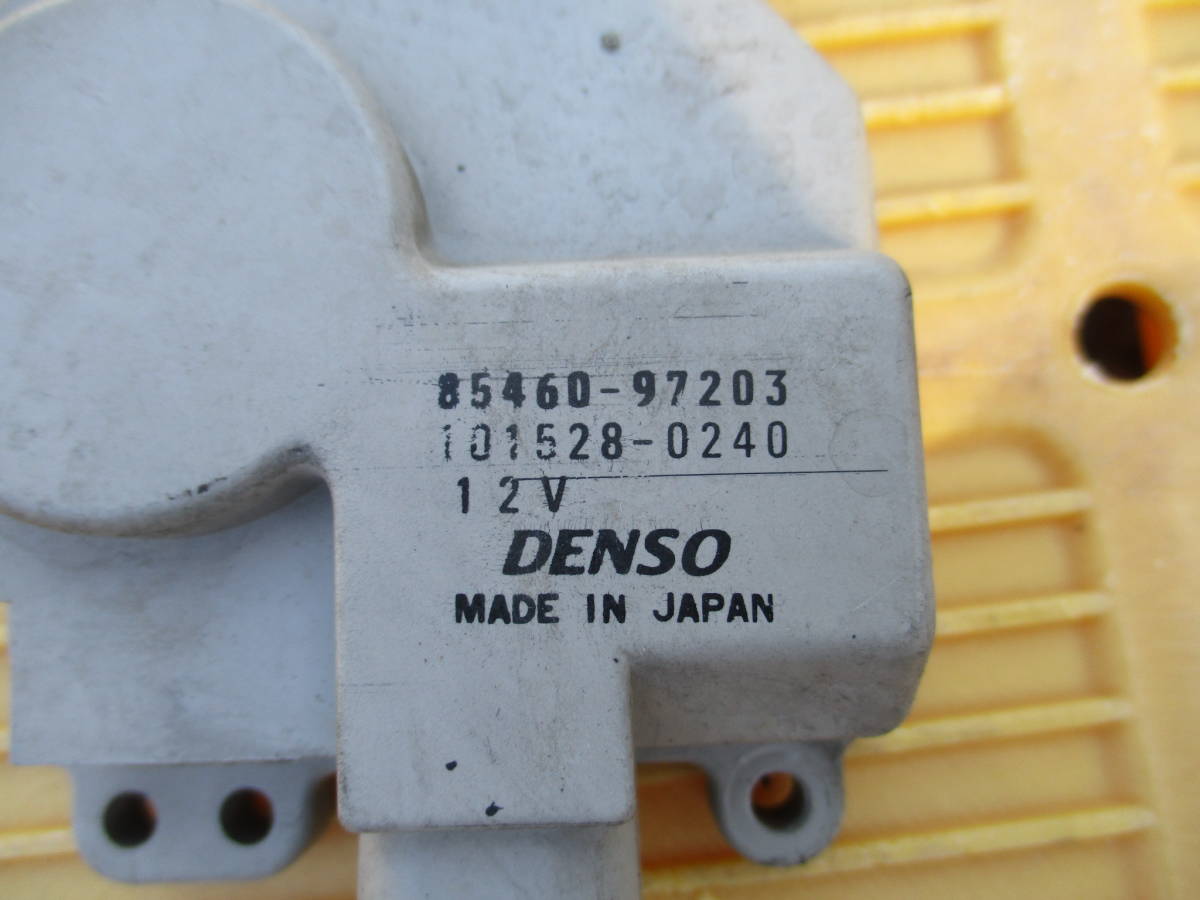 85460-97203
101528-0240
12V
DENSO
MADE IN JAPAN